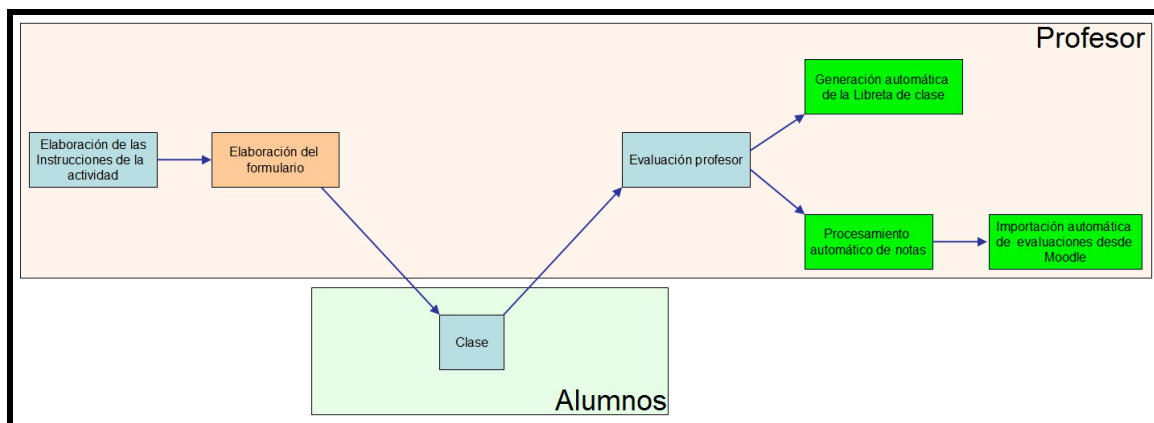 Profesor
Generación automática
de la Libreta de clase
Elaboración de las
Instrucciones de la
actividad
Elaboración del
formulario
Evaluación profesor
Procesamiento
automático de notas
Importación automática
de evaluaciones desde
Moodle
Clase
Alumnos